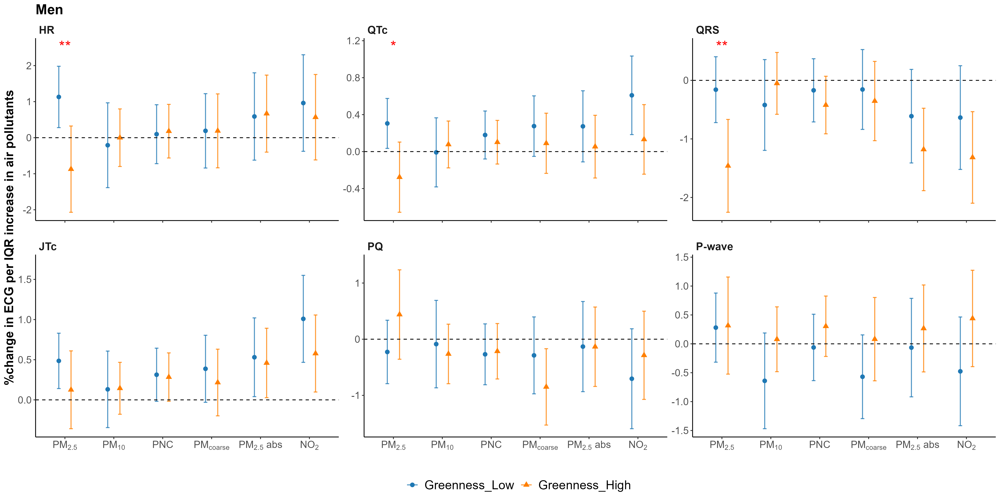 Men
%change in ECG per IQR increase in air pollutants
HR
**
2
1
0
-1
-2
QTc
*
1.2
0.8
0.4
0.0
-0.4
QRS
**
0
-1
-2
JTc
1.5
1.0
0.5
0.0
PM2.5 PM10 PNC PMcoarse PM2.5 abs NO2
PQ
1
0
-1
PM2.5 PM10 PNC PMcoarse PM2.5 abs NO2
P-wave
1.5
1.0
0.5
0.0
-0.5
-1.0
-1.5
PM2.5 PM10 PNC PMcoarse PM2.5 abs NO2
Greenness_Low Greenness_High